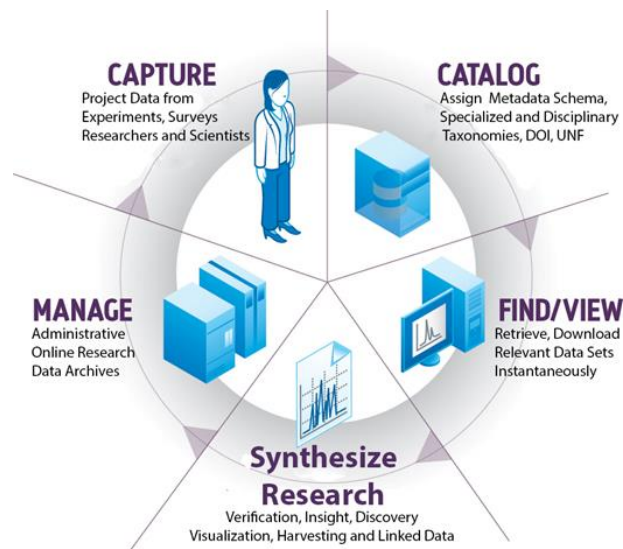 CAPTURE
Project Data from
Experiments, Surveys
Researchers and Scientists
CATALOG
Assign Metadata Schema,
Specialized and Disciplinary
Taxonomies, DOI, UNF
FIND/VIEW
Retrieve, Download
Relevant Data Sets
Instantaneously
Synthesize
Research
Verification, Insight, Discovery
Visualization, Harvesting and Linked Data
MANAGE
Administrative
Online Research
Data Archives